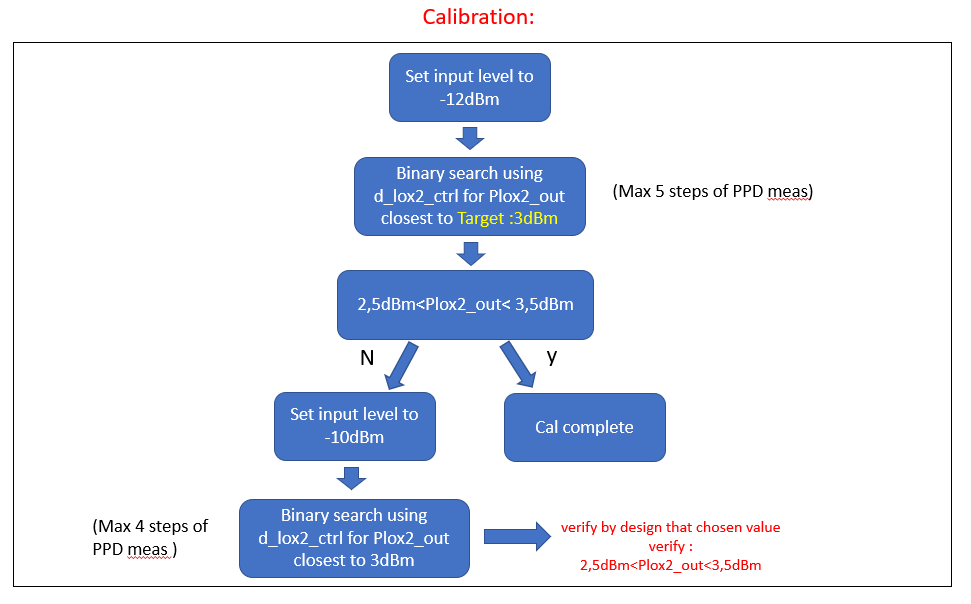 Calibration:
Set input level to
-12dBm
Binary search using
d_lox2_ctrl for Plox2_out
closest to Target :3dBm
(Max 5 steps of PPD meas)
2,5dBm<Plox2_out< 3,5dBm
N
y
Set input level to
-10dBm
Cal complete
Binary search using
d_lox2_ctrl for Plox2_out
closest to 3dBm
(Max 4 steps of
PPD meas )
verify by design that chosen value
verify :
2,5dBm<Plox2_out<3,5dBm